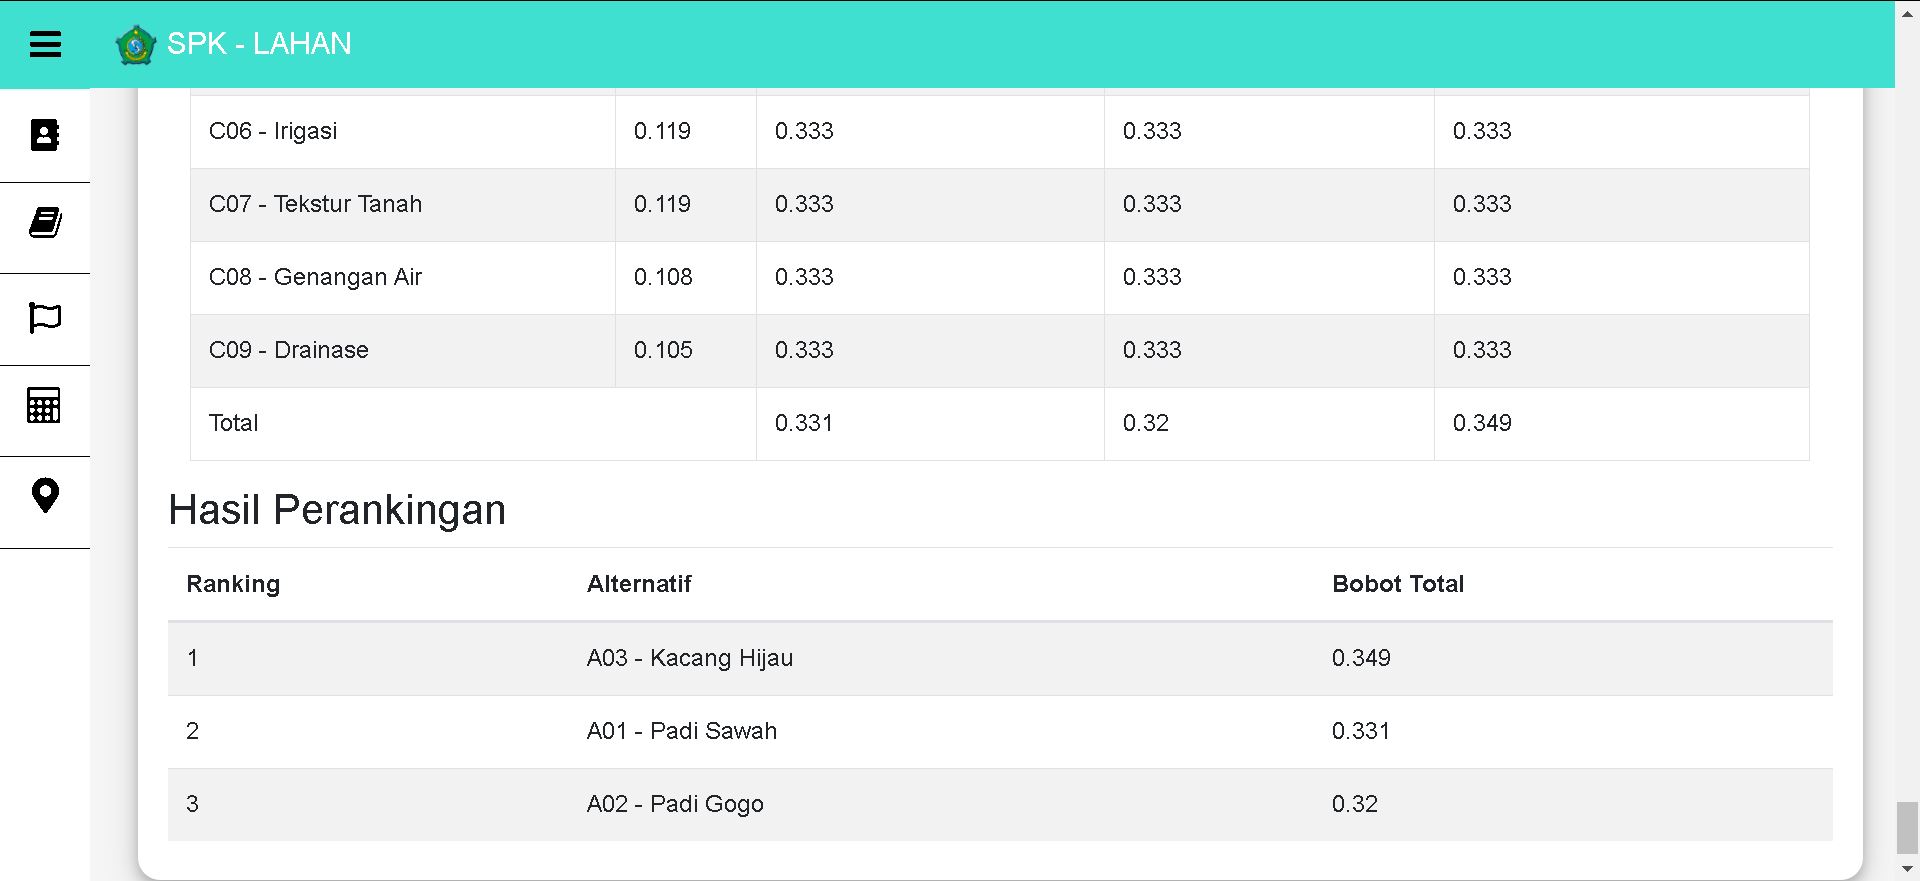 SPK - LAHAN
C06 - Irigasi 0.119 0.333 0.333 0.333
C07 - Tekstur Tanah 0.119 0.333 0.333 0.333
C08 - Genangan Air 0.108 0.333 0.333 0.333
C09 - Drainase 0.105 0.333 0.333 0.333
Total 0.331 0.32 0.349
Hasil Perankingan
Ranking Alternatif Bobot Total
1 A03 - Kacang Hijau 0.349
2 A01 - Padi Sawah 0.331
3 A02 - Padi Gogo 0.32